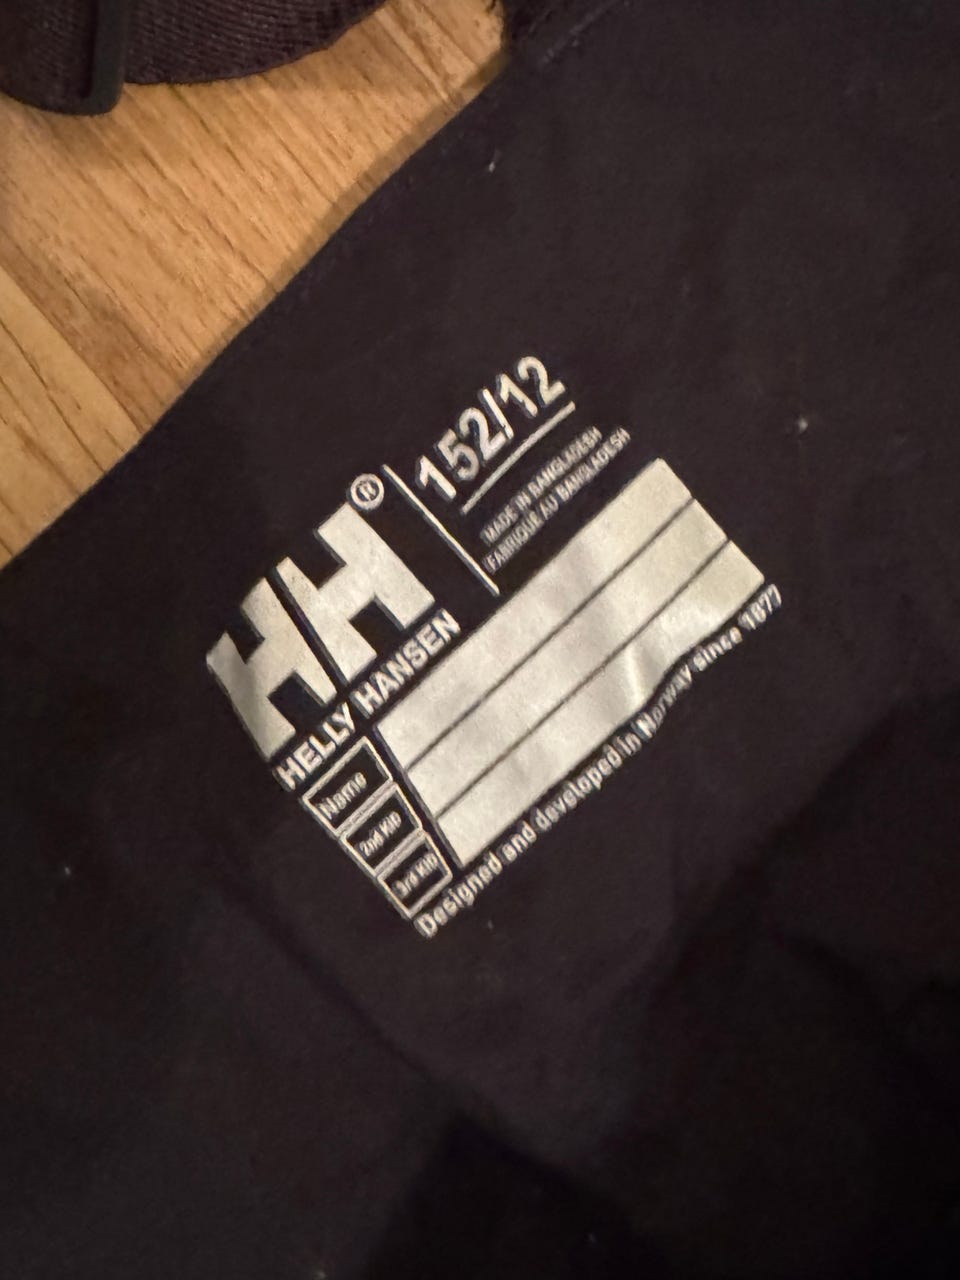 HH®
HELLY HANSEN
152/12
MADE IN BANGLADESH
FABRIQUÉ AU BANGLADESH
Name
2nd Kid
3rd Kid
Designed and developed in Norway since 1877